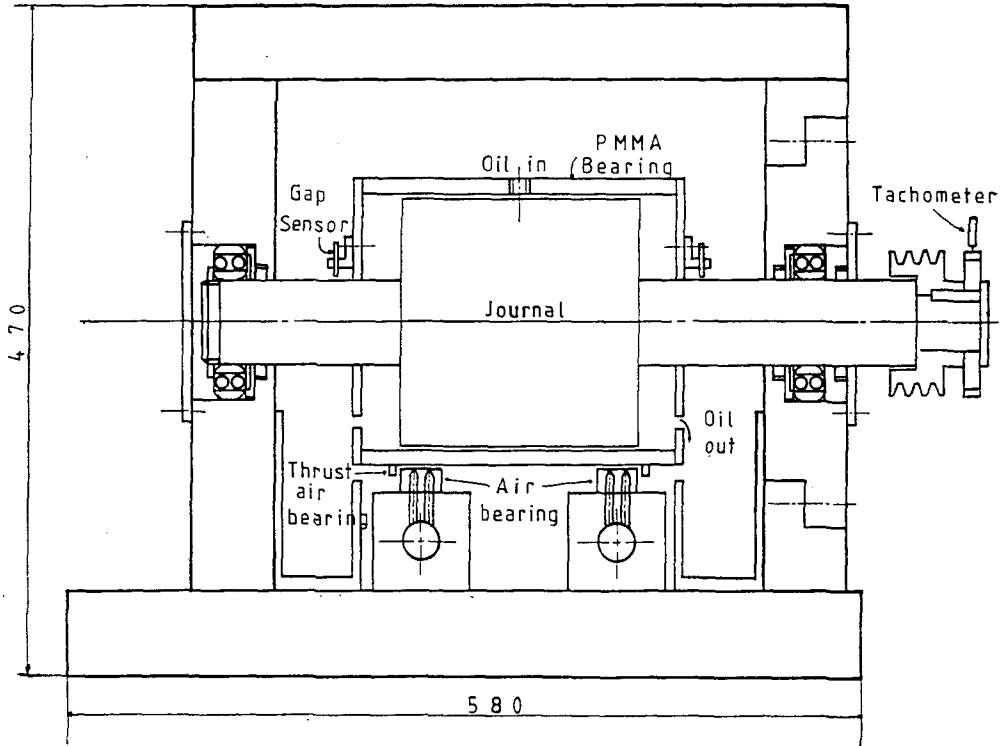 PMMA
Bearing
Oil in
Gap
Sensor
Tachometer
Journal
470
Oil
out
Thrust
air
bearing
Air
bearing
580